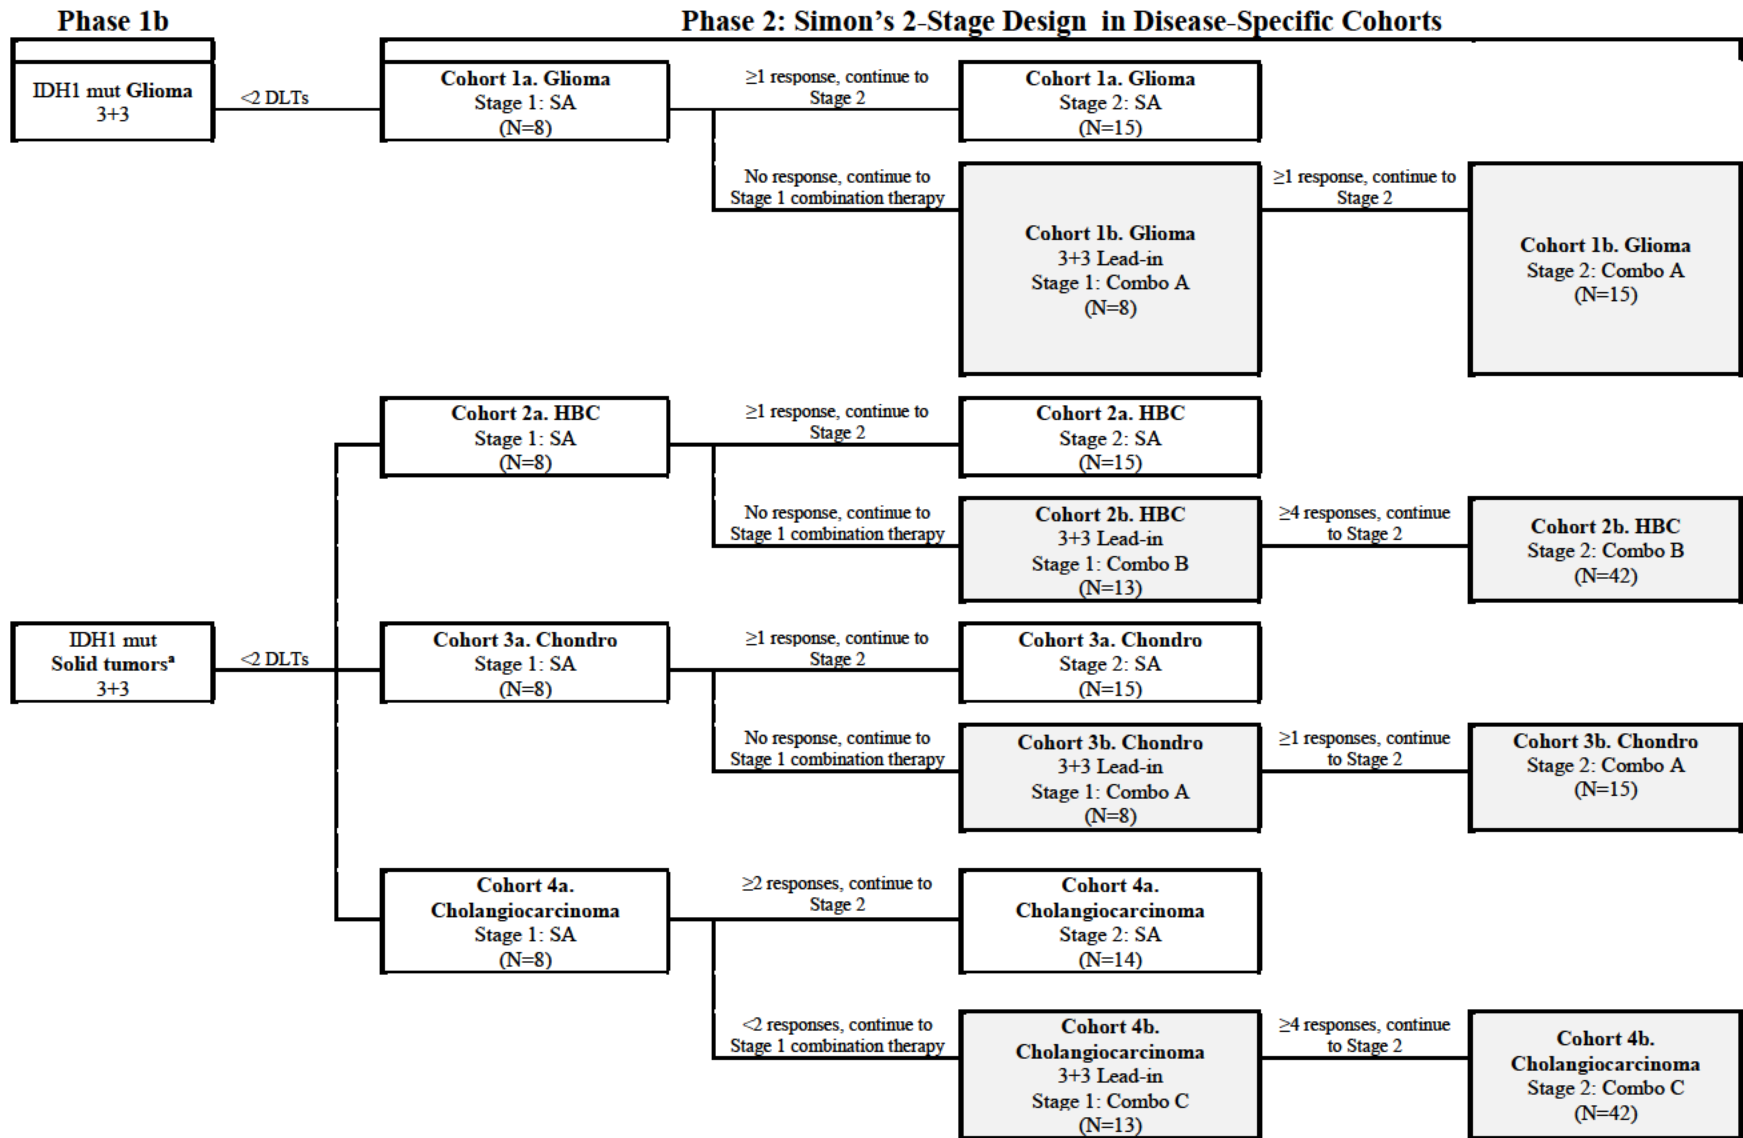 Phase 1b
Phase 2: Simon's 2-Stage Design in Disease-Specific Cohorts
IDH1 mut Glioma
3+3
<2 DLTs
Cohort 1a. Glioma
Stage 1: SA
(N=8)
≥1 response, continue to
Stage 2
Cohort 1a. Glioma
Stage 2: SA
(N=15)
No response, continue to
Stage 1 combination therapy
Cohort 1b. Glioma
3+3 Lead-in
Stage 1: Combo A
(N=8)
≥1 response, continue to
Stage 2
Cohort 1b. Glioma
Stage 2: Combo A
(N=15)
IDH1 mut
Solid tumorsᵃ
3+3
<2 DLTs
Cohort 2a. HBC
Stage 1: SA
(N=8)
≥1 response, continue to
Stage 2
Cohort 2a. HBC
Stage 2: SA
(N=15)
No response, continue to
Stage 1 combination therapy
Cohort 2b. HBC
3+3 Lead-in
Stage 1: Combo B
(N=13)
≥4 responses, continue
to Stage 2
Cohort 2b. HBC
Stage 2: Combo B
(N=42)
Cohort 3a. Chondro
Stage 1: SA
(N=8)
≥1 response, continue to
Stage 2
Cohort 3a. Chondro
Stage 2: SA
(N=15)
No response, continue to
Stage 1 combination therapy
Cohort 3b. Chondro
3+3 Lead-in
Stage 1: Combo A
(N=8)
≥1 responses, continue
to Stage 2
Cohort 3b. Chondro
Stage 2: Combo A
(N=15)
Cohort 4a.
Cholangiocarcinoma
Stage 1: SA
(N=8)
≥2 responses, continue to
Stage 2
Cohort 4a.
Cholangiocarcinoma
Stage 2: SA
(N=14)
<2 responses, continue to
Stage 1 combination therapy
Cohort 4b.
Cholangiocarcinoma
3+3 Lead-in
Stage 1: Combo C
(N=13)
≥4 responses, continue
to Stage 2
Cohort 4b.
Cholangiocarcinoma
Stage 2: Combo C
(N=42)